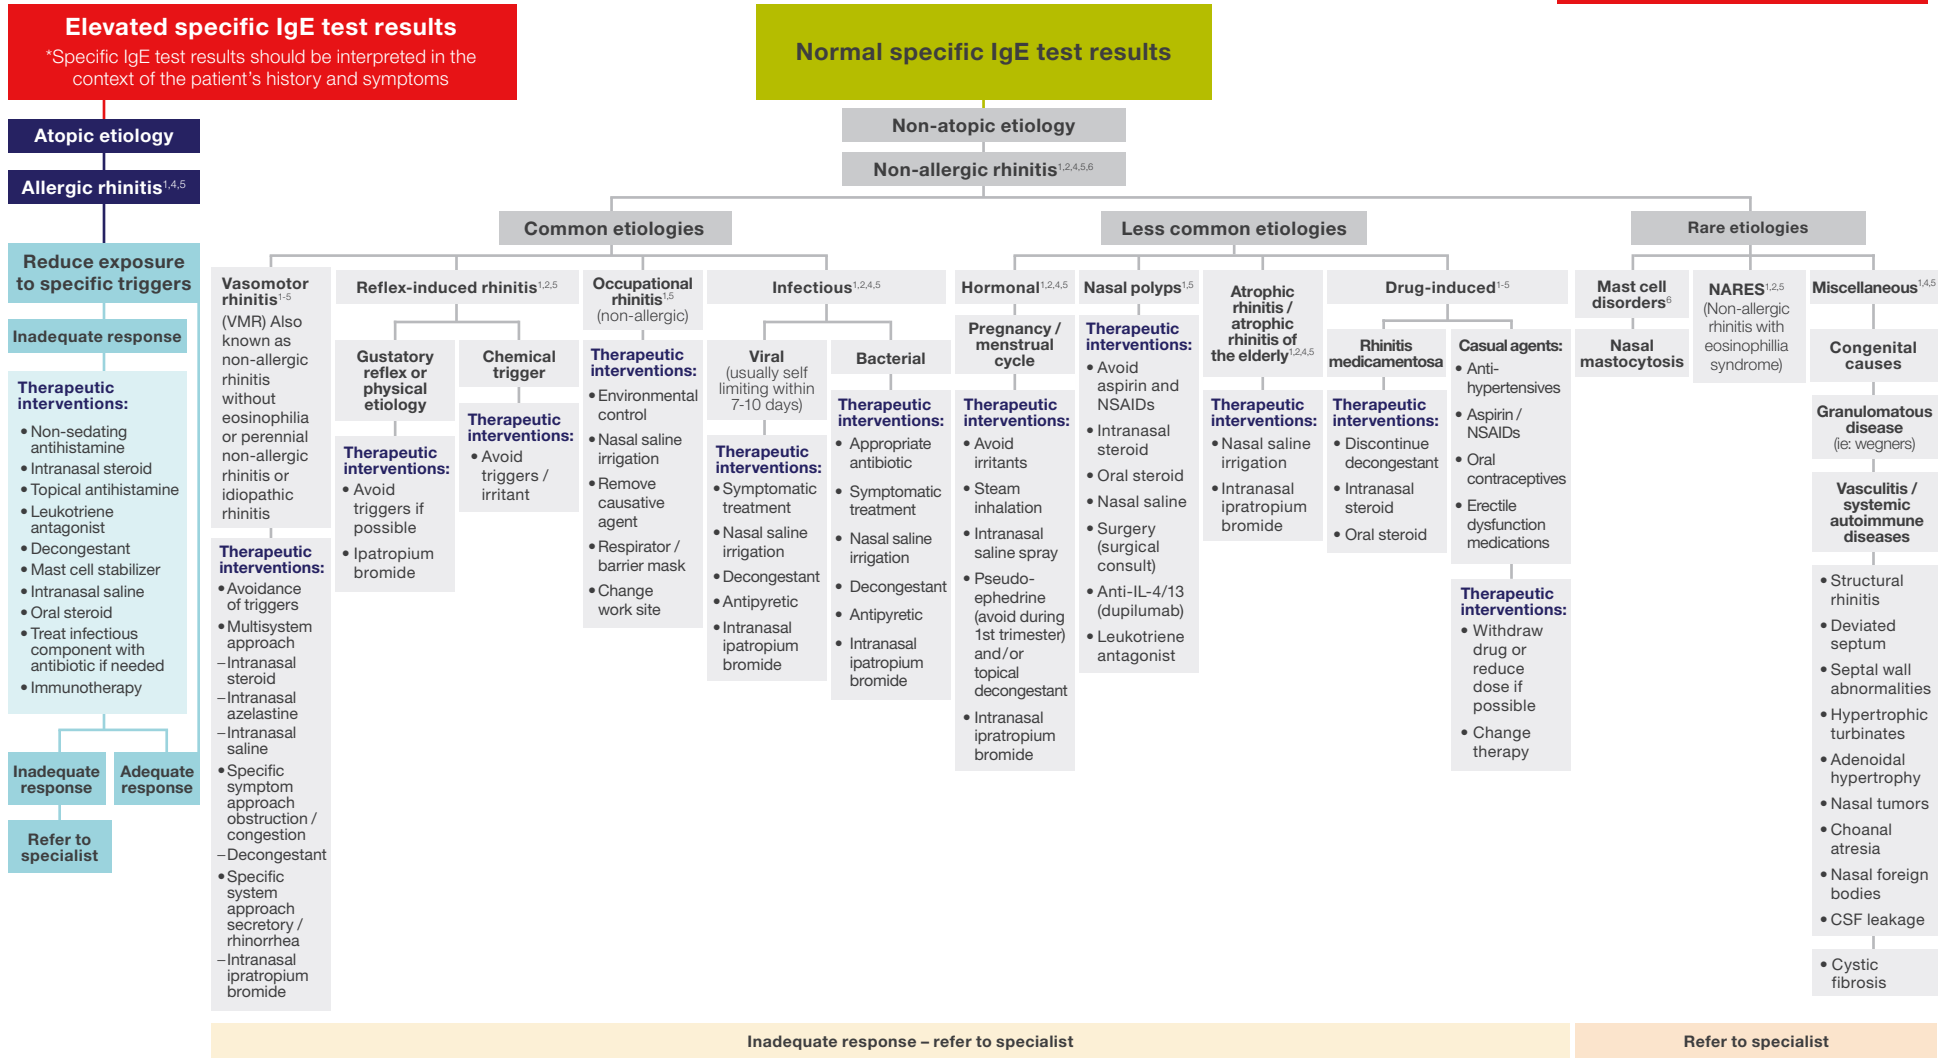 Elevated specific IgE test results
*Specific IgE test results should be interpreted in the
context of the patient's history and symptoms
Normal specific IgE test results
Atopic etiology
Allergic rhinitis1,4,5
Reduce exposure
to specific triggers
Inadequate response
Therapeutic
interventions:
• Non-sedating
antihistamine
• Intranasal steroid
• Topical antihistamine
• Leukotriene
antagonist
• Decongestant
• Mast cell stabilizer
• Intranasal saline
• Oral steroid
• Treat infectious
component with
antibiotic if needed
• Immunotherapy
Inadequate
response
Adequate
response
Refer to
specialist
Non-atopic etiology
Non-allergic rhinitis1,2,4,5,6
Common etiologies
Vasomotor
rhinitis1-5
(VMR) Also
known as
non-allergic
rhinitis
without
eosinophilia
or perennial
non-allergic
rhinitis or
idiopathic
rhinitis
Therapeutic
interventions:
• Avoidance
of triggers
• Multisystem
approach
– Intranasal
steroid
– Intranasal
azelastine
– Intranasal
saline
• Specific
symptom
approach
obstruction /
congestion
– Decongestant
• Specific
system
approach
secretory /
rhinorrhea
– Intranasal
ipratropium
bromide
Reflex-induced rhinitis1,2,5
Gustatory
reflex or
physical
etiology
Therapeutic
interventions:
• Avoid
triggers if
possible
• Ipatropium
bromide
Chemical
trigger
Therapeutic
interventions:
• Avoid
triggers /
irritant
Occupational
rhinitis1,5
(non-allergic)
Therapeutic
interventions:
• Environmental
control
• Nasal saline
irrigation
• Remove
causative
agent
• Respirator /
barrier mask
• Change
work site
Infectious1,2,4,5
Viral
(usually self
limiting within
7-10 days)
Therapeutic
interventions:
• Symptomatic
treatment
• Nasal saline
irrigation
• Decongestant
• Antipyretic
• Intranasal
ipatropium
bromide
Bacterial
Therapeutic
interventions:
• Appropriate
antibiotic
• Symptomatic
treatment
• Nasal saline
irrigation
• Decongestant
• Antipyretic
• Intranasal
ipatropium
bromide
Less common etiologies
Hormonal1,2,4,5
Pregnancy /
menstrual
cycle
Therapeutic
interventions:
• Avoid
irritants
• Steam
inhalation
• Intranasal
saline spray
• Pseudo-
ephedrine
(avoid during
1st trimester)
and/or
topical
decongestant
• Intranasal
ipratropium
bromide
Nasal polyps1,5
Therapeutic
interventions:
• Avoid
aspirin and
NSAIDs
• Intranasal
steroid
• Oral steroid
• Nasal saline
• Surgery
(surgical
consult)
• Anti-IL-4/13
(dupilumab)
• Leukotriene
antagonist
Atrophic
rhinitis /
atrophic
rhinitis of
the elderly1,2,4,5
Therapeutic
interventions:
• Nasal saline
irrigation
• Intranasal
ipratropium
bromide
Drug-induced1-5
Rhinitis
medicamentosa
Therapeutic
interventions:
• Discontinue
decongestant
• Intranasal
steroid
• Oral steroid
Casual agents:
• Anti-
hypertensives
• Aspirin /
NSAIDs
• Oral
contraceptives
• Erectile
dysfunction
medications
Therapeutic
interventions:
• Withdraw
drug or
reduce
dose if
possible
• Change
therapy
Rare etiologies
Mast cell
disorders6
Nasal
mastocytosis
NARES1,2,5
(Non-allergic
rhinitis with
eosinophillia
syndrome)
Miscellaneous1,4,5
Congenital
causes
Granulomatous
disease
(ie: wegners)
Vasculitis /
systemic
autoimmune
diseases
• Structural
rhinitis
• Deviated
septum
• Septal wall
abnormalities
• Hypertrophic
turbinates
• Adenoidal
hypertrophy
• Nasal tumors
• Choanal
atresia
• Nasal foreign
bodies
• CSF leakage
• Cystic
fibrosis
Inadequate response – refer to specialist
Refer to specialist